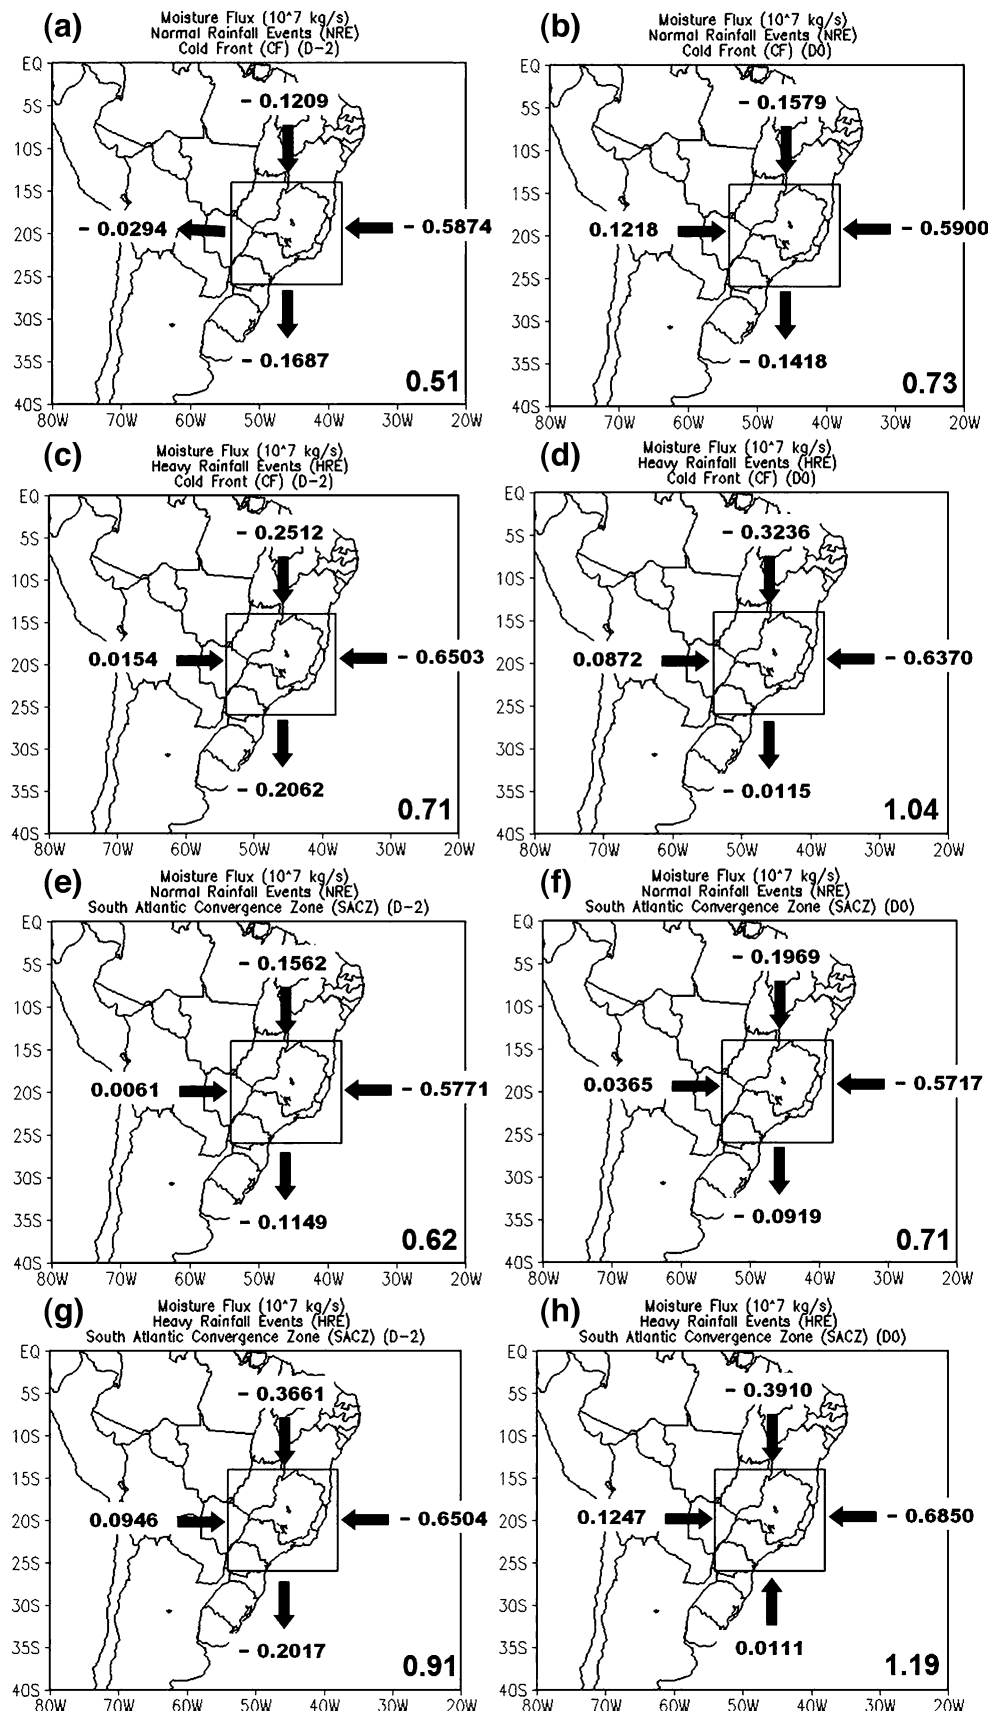 (a)
Moisture Flux (10^7 kg/s)
Normal Rainfall Events (NRE)
Cold Front (CF) (D-2)
EQ
5S
10S
15S
20S
25S
30S
35S
40S
80W 70W 60W 50W 40W 30W 20W
- 0.1209
- 0.0294
- 0.5874
- 0.1687
0.51
(b)
Moisture Flux (10^7 kg/s)
Normal Rainfall Events (NRE)
Cold Front (CF) (D0)
EQ
5S
10S
15S
20S
25S
30S
35S
40S
80W 70W 60W 50W 40W 30W 20W
- 0.1579
0.1218
- 0.5900
- 0.1418
0.73
(c)
Moisture Flux (10^7 kg/s)
Heavy Rainfall Events (HRE)
Cold Front (CF) (D-2)
EQ
5S
10S
15S
20S
25S
30S
35S
40S
80W 70W 60W 50W 40W 30W 20W
- 0.2512
0.0154
- 0.6503
- 0.2062
0.71
(d)
Moisture Flux (10^7 kg/s)
Heavy Rainfall Events (HRE)
Cold Front (CF) (D0)
EQ
5S
10S
15S
20S
25S
30S
35S
40S
80W 70W 60W 50W 40W 30W 20W
- 0.3236
0.0872
- 0.6370
- 0.0115
1.04
(e)
Moisture Flux (10^7 kg/s)
Normal Rainfall Events (NRE)
South Atlantic Convergence Zone (SACZ) (D-2)
EQ
5S
10S
15S
20S
25S
30S
35S
40S
80W 70W 60W 50W 40W 30W 20W
- 0.1562
0.0061
- 0.5771
- 0.1149
0.62
(f)
Moisture Flux (10^7 kg/s)
Normal Rainfall Events (NRE)
South Atlantic Convergence Zone (SACZ) (D0)
EQ
5S
10S
15S
20S
25S
30S
35S
40S
80W 70W 60W 50W 40W 30W 20W
- 0.1969
0.0365
- 0.5717
- 0.0919
0.71
(g)
Moisture Flux (10^7 kg/s)
Heavy Rainfall Events (HRE)
South Atlantic Convergence Zone (SACZ) (D-2)
EQ
5S
10S
15S
20S
25S
30S
35S
40S
80W 70W 60W 50W 40W 30W 20W
- 0.3661
0.0946
- 0.6504
- 0.2017
0.91
(h)
Moisture Flux (10^7 kg/s)
Heavy Rainfall Events (HRE)
South Atlantic Convergence Zone (SACZ) (D0)
EQ
5S
10S
15S
20S
25S
30S
35S
40S
80W 70W 60W 50W 40W 30W 20W
- 0.3910
0.1247
- 0.6850
0.0111
1.19